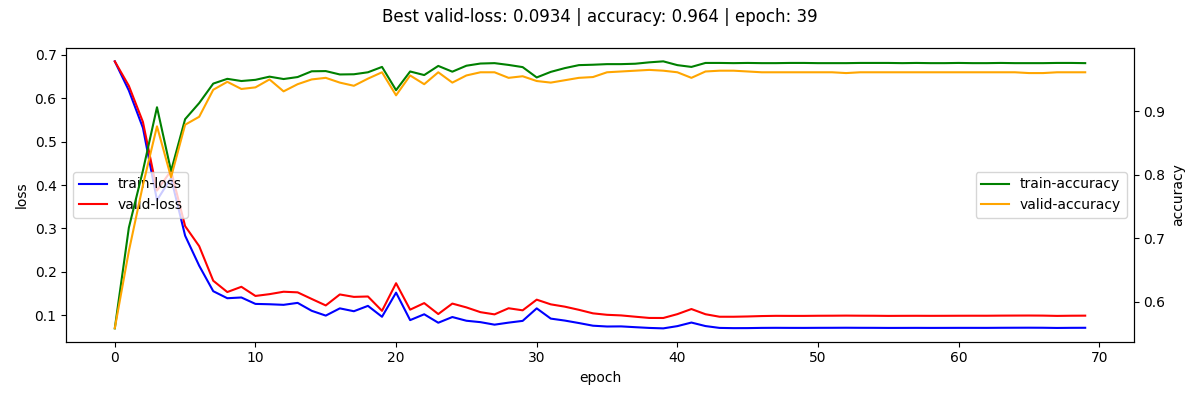 Best valid-loss: 0.0934 | accuracy: 0.964 | epoch: 39
0.7
0.6
0.5
0.4
0.3
0.2
0.1
loss
train-loss
valid-loss
train-accuracy
valid-accuracy
0.9
0.8
0.7
0.6
accuracy
0 10 20 30 40 50 60 70
epoch